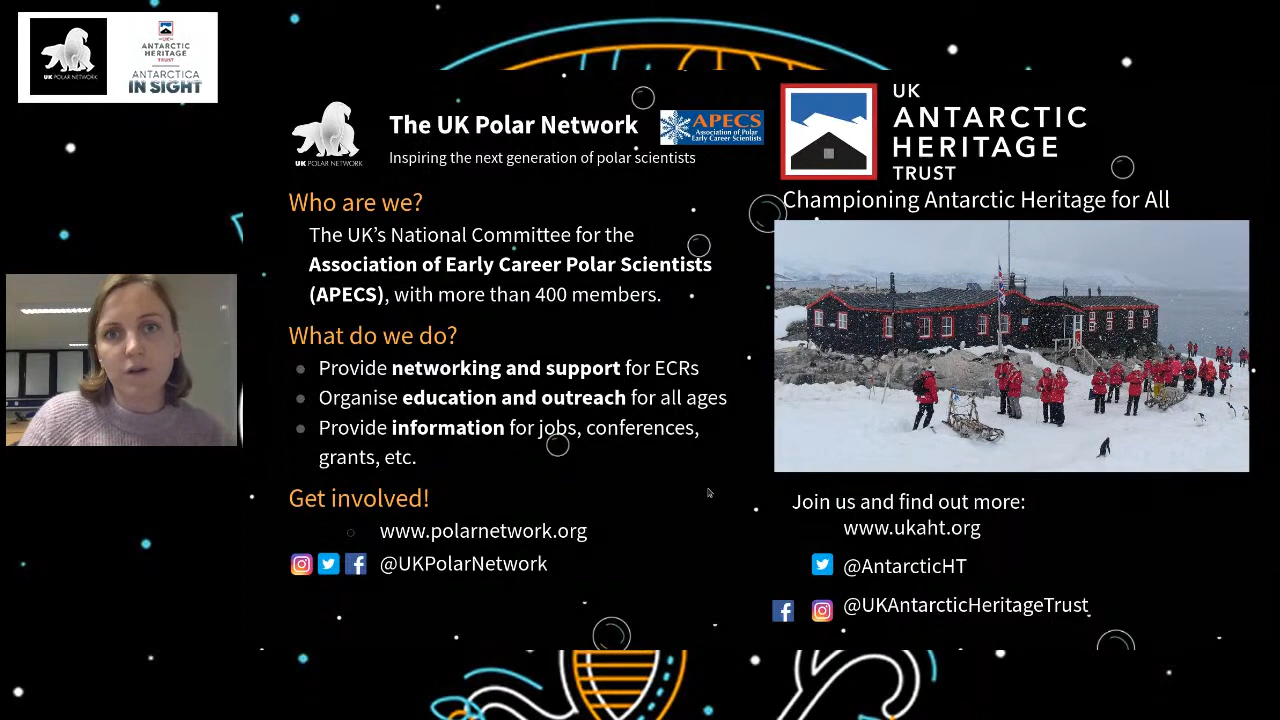 UK POLAR NETWORK
UK
ANTARCTIC
HERITAGE
TRUST
ANTARCTICA
IN SIGHT
UK POLAR NETWORK
The UK Polar Network
Inspiring the next generation of polar scientists
APECS
Association of Polar
Early Career Scientists
Who are we?
The UK’s National Committee for the
Association of Early Career Polar Scientists
(APECS), with more than 400 members.
What do we do?
Provide networking and support for ECRs
Organise education and outreach for all ages
Provide information for jobs, conferences,
grants, etc.
Get involved!
www.polarnetwork.org
@UKPolarNetwork
UK
ANTARCTIC
HERITAGE
TRUST
Championing Antarctic Heritage for All
Join us and find out more:
www.ukaht.org
@AntarcticHT
@UKAntarcticHeritageTrust